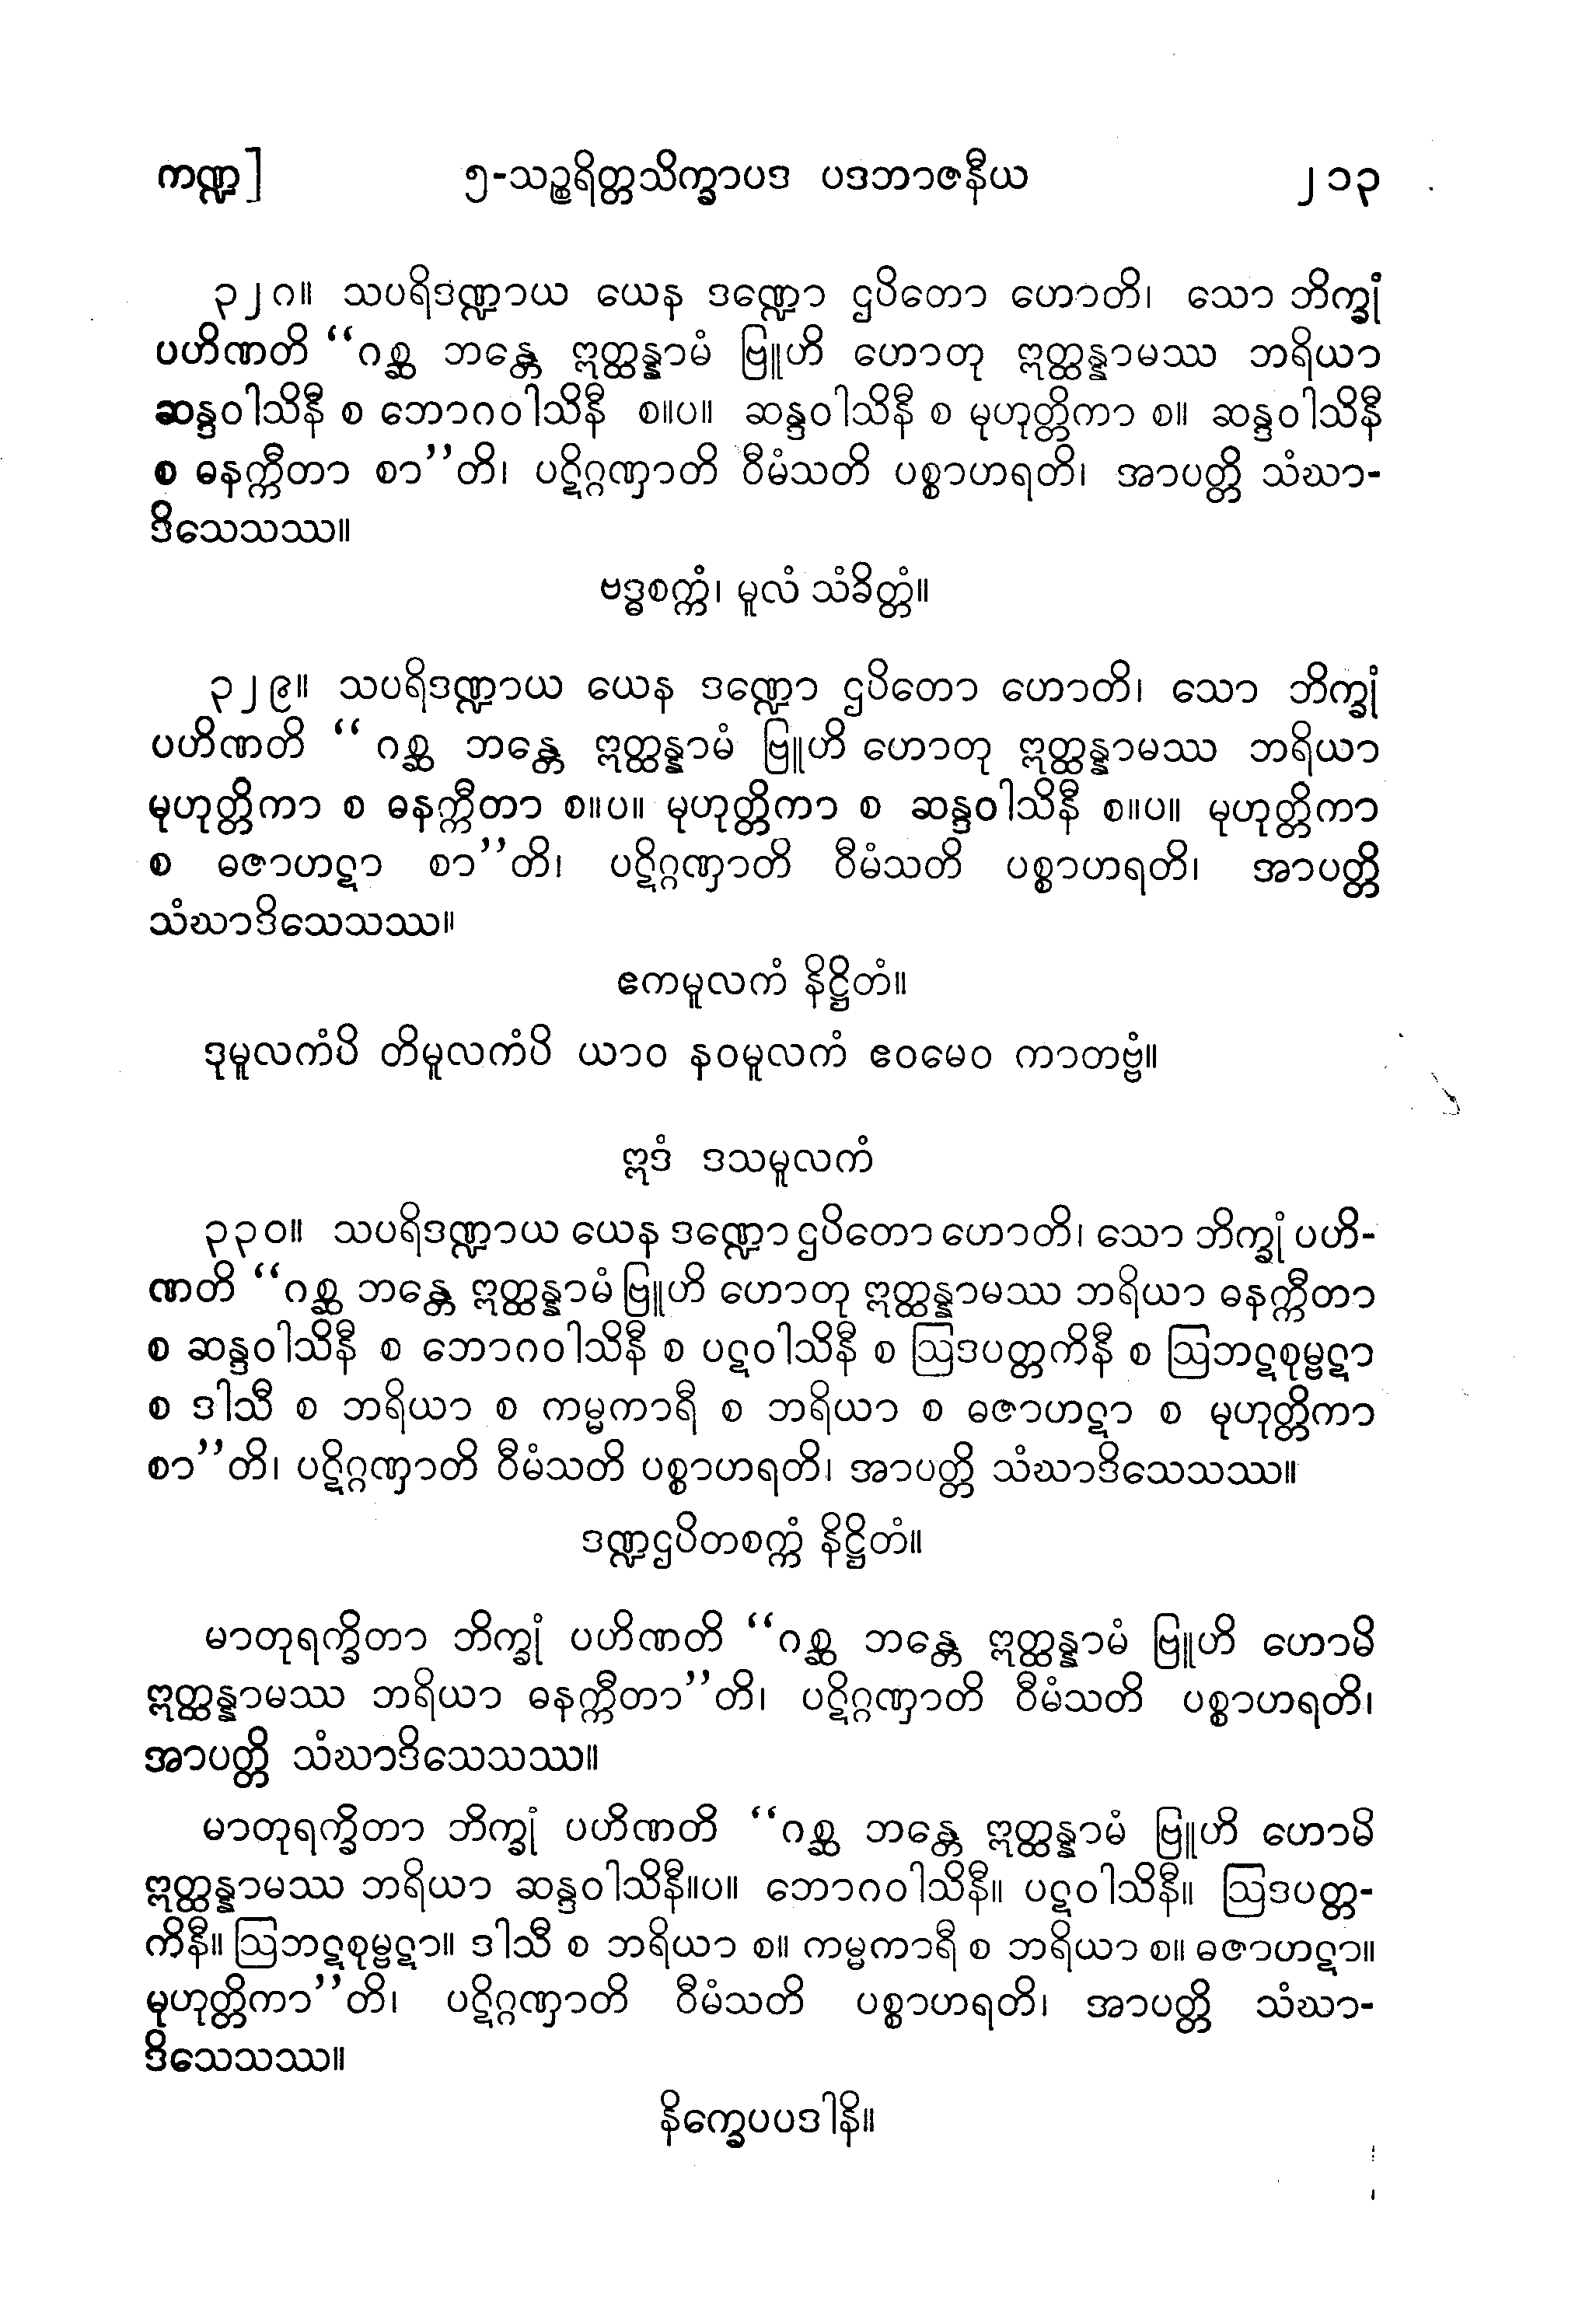 ကဏ္ဍ] ၅-သဉ္စရိတ္တသိက္ခာပဒ ပဒဘာဇနီယ ၂၁၃
၃၂၈။ သပရိဒဏ္ဍာယ ယေန ဒဏ္ဍော ဌပိတော ဟောတိ၊ သော ဘိက္ခုံ
ပဟိဏတိ “ဂစ္ဆ ဘန္တေ ဣတ္ထန္နာမံ ဗြူဟိ ဟောတု ဣတ္ထန္နာမဿ ဘရိယာ
ဆန္ဒဝါသိနီ စ ဘောဂဝါသိနီ စ။ပ။ ဆန္ဒဝါသိနီ စ မုဟုတ္တိကာ စ။ ဆန္ဒဝါသိနီ
စ ဓနက္ကီတာ စာ”တိ၊ ပဋိဂ္ဂဏှာတိ ဝီမံသတိ ပစ္စာဟရတိ၊ အာပတ္တိ သံဃာ-
ဒိသေသဿ။
ဗဒ္ဓစက္ကံ၊ မူလံ သံခိတ္တံ။
၃၂၉။ သပရိဒဏ္ဍာယ ယေန ဒဏ္ဍော ဌပိတော ဟောတိ၊ သော ဘိက္ခုံ
ပဟိဏတိ “ ဂစ္ဆ ဘန္တေ ဣတ္ထန္နာမံ ဗြူဟိ ဟောတု ဣတ္ထန္နာမဿ ဘရိယာ
မုဟုတ္တိကာ စ ဓနက္ကီတာ စ။ပ။ မုဟုတ္တိကာ စ ဆန္ဒဝါသိနီ စ။ပ။ မုဟုတ္တိကာ
စ ဓဇာဟဋာ စာ”တိ၊ ပဋိဂ္ဂဏှာတိ ဝီမံသတိ ပစ္စာဟရတိ၊ အာပတ္တိ
သံဃာဒိသေသဿ။
ဧကမူလကံ နိဋ္ဌိတံ။
ဒုမူလကံပိ တိမူလကံပိ ယာဝ နဝမူလကံ ဧဝမေဝ ကာတဗ္ဗံ။
ဣဒံ ဒသမူလကံ
၃၃၀။ သပရိဒဏ္ဍာယ ယေန ဒဏ္ဍော ဌပိတော ဟောတိ၊ သော ဘိက္ခုံ ပဟိ-
ဏတိ “ဂစ္ဆ ဘန္တေ ဣတ္ထန္နာမံ ဗြူဟိ ဟောတု ဣတ္ထန္နာမဿ ဘရိယာ ဓနက္ကီတာ
စ ဆန္ဒဝါသိနီ စ ဘောဂဝါသိနီ စ ပဋဝါသိနီ စ ဩဒပတ္တကိနီ စ ဩဘဋစုမ္ဗဋာ
စ ဒါသီ စ ဘရိယာ စ ကမ္မကာရီ စ ဘရိယာ စ ဓဇာဟဋာ စ မုဟုတ္တိကာ
စာ”တိ၊ ပဋိဂ္ဂဏှာတိ ဝီမံသတိ ပစ္စာဟရတိ၊ အာပတ္တိ သံဃာဒိသေသဿ။
ဒဏ္ဍဌပိတစက္ကံ နိဋ္ဌိတံ။
မာတုရက္ခိတာ ဘိက္ခုံ ပဟိဏတိ “ဂစ္ဆ ဘန္တေ ဣတ္ထန္နာမံ ဗြူဟိ ဟောမိ
ဣတ္ထန္နာမဿ ဘရိယာ ဓနက္ကီတာ”တိ၊ ပဋိဂ္ဂဏှာတိ ဝီမံသတိ ပစ္စာဟရတိ၊
အာပတ္တိ သံဃာဒိသေသဿ။
မာတုရက္ခိတာ ဘိက္ခုံ ပဟိဏတိ “ဂစ္ဆ ဘန္တေ ဣတ္ထန္နာမံ ဗြူဟိ ဟောမိ
ဣတ္ထန္နာမဿ ဘရိယာ ဆန္ဒဝါသိနီ။ပ။ ဘောဂဝါသိနီ။ ပဋဝါသိနီ။ ဩဒပတ္တ-
ကိနီ။ ဩဘဋစုမ္ဗဋာ။ ဒါသီ စ ဘရိယာ စ။ ကမ္မကာရီ စ ဘရိယာ စ။ ဓဇာဟဋာ။
မုဟုတ္တိကာ”တိ၊ ပဋိဂ္ဂဏှာတိ ဝီမံသတိ ပစ္စာဟရတိ၊ အာပတ္တိ သံဃာ-
ဒိသေသဿ။
နိက္ခေပပဒါနိ။